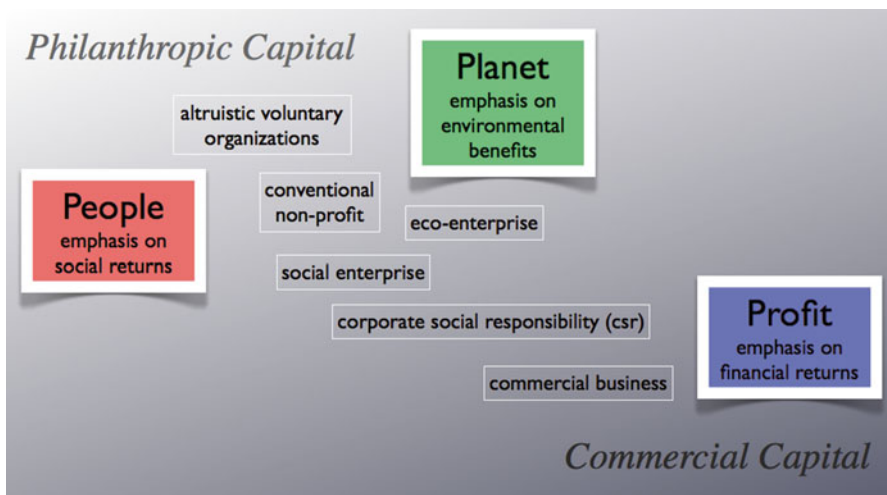 Philanthropic Capital
Planet
emphasis on
environmental
benefits
altruistic voluntary
organizations
People
emphasis on
social returns
conventional
non-profit
eco-enterprise
social enterprise
corporate social responsibility (csr)
Profit
emphasis on
financial returns
commercial business
Commercial Capital